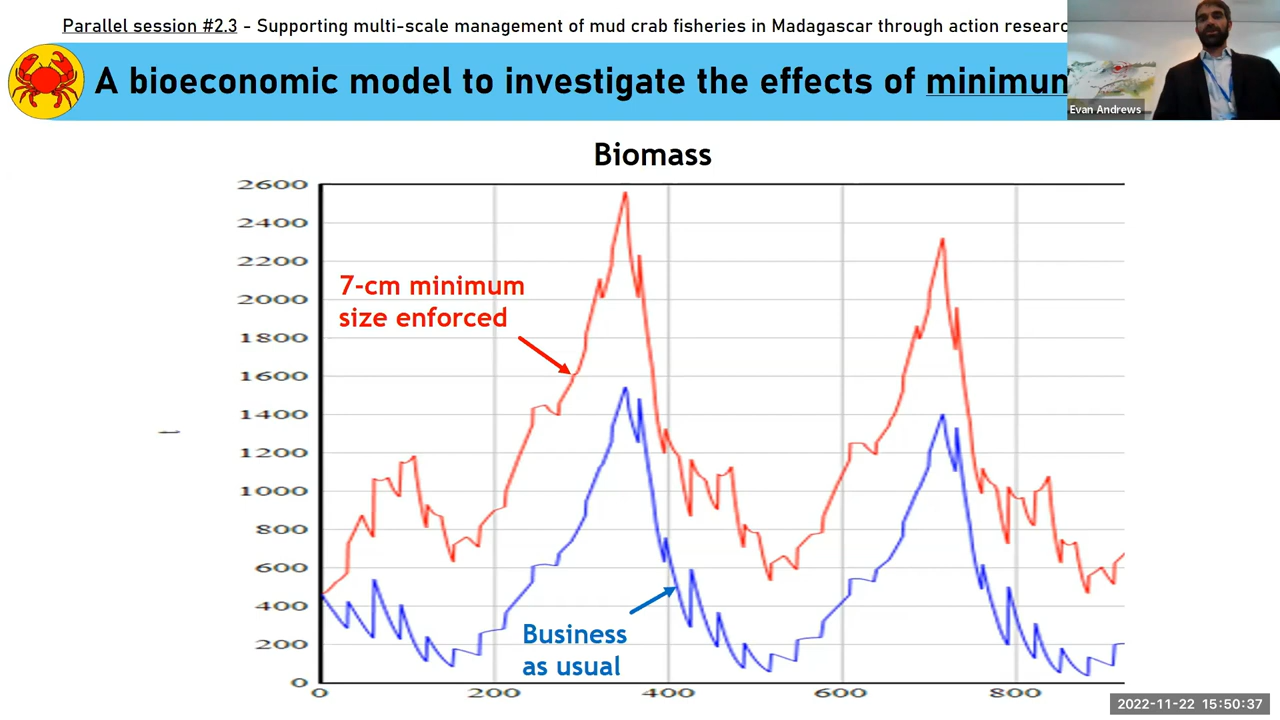 Parallel session #2.3 - Supporting multi-scale management of mud crab fisheries in Madagascar through action researc
A bioeconomic model to investigate the effects of minimum
Evan Andrews
Biomass
2600
2400
2200
2000
1800
1600
1400
1200
1000
800
600
400
200
0
t
7-cm minimum
size enforced
Business
as usual
0 200 400 600 800
2022-11-22 15:50:37